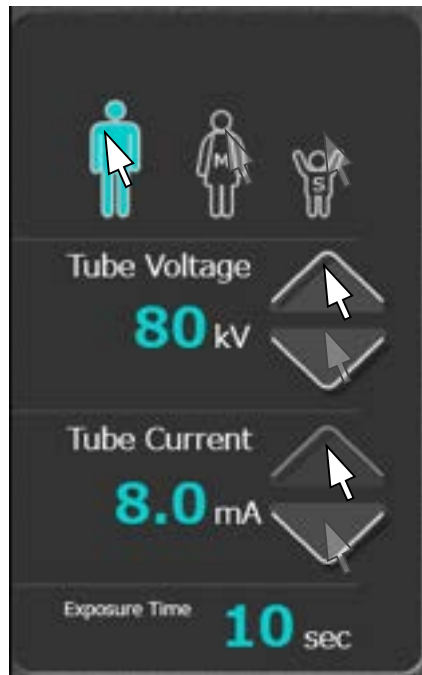 M S
Tube Voltage
80 kV
Tube Current
8.0 mA
Exposure Time 10 sec